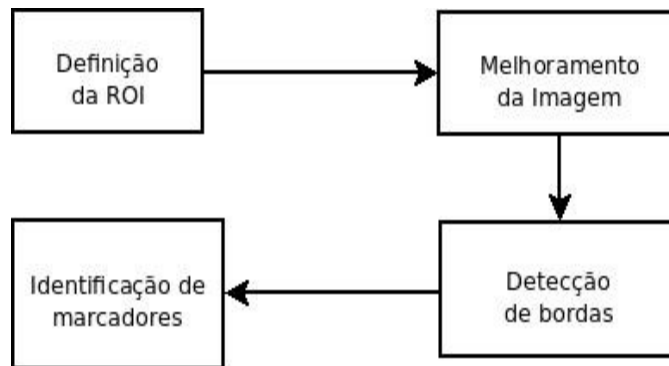 Definição
da ROI
Melhoramento
da Imagem
Detecção
de bordas
Identificação de
marcadores